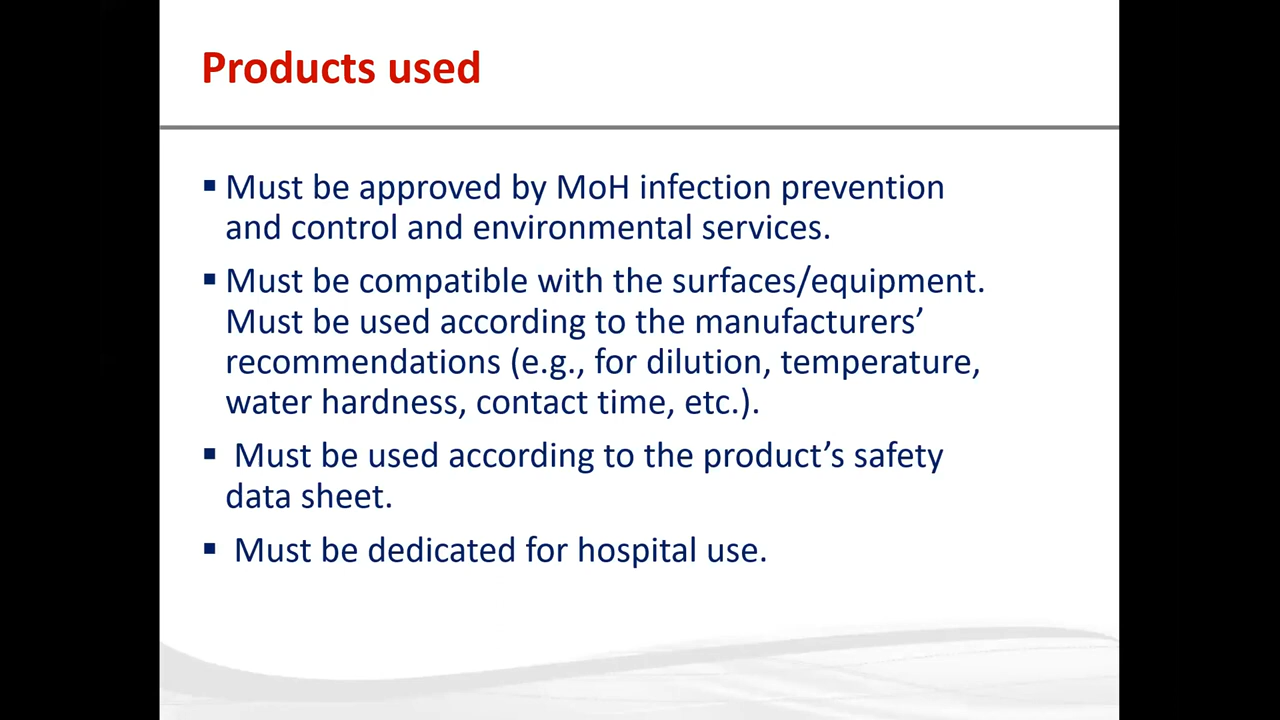 Products used
▪ Must be approved by MoH infection prevention
and control and environmental services.
▪ Must be compatible with the surfaces/equipment.
Must be used according to the manufacturers’
recommendations (e.g., for dilution, temperature,
water hardness, contact time, etc.).
▪ Must be used according to the product’s safety
data sheet.
▪ Must be dedicated for hospital use.